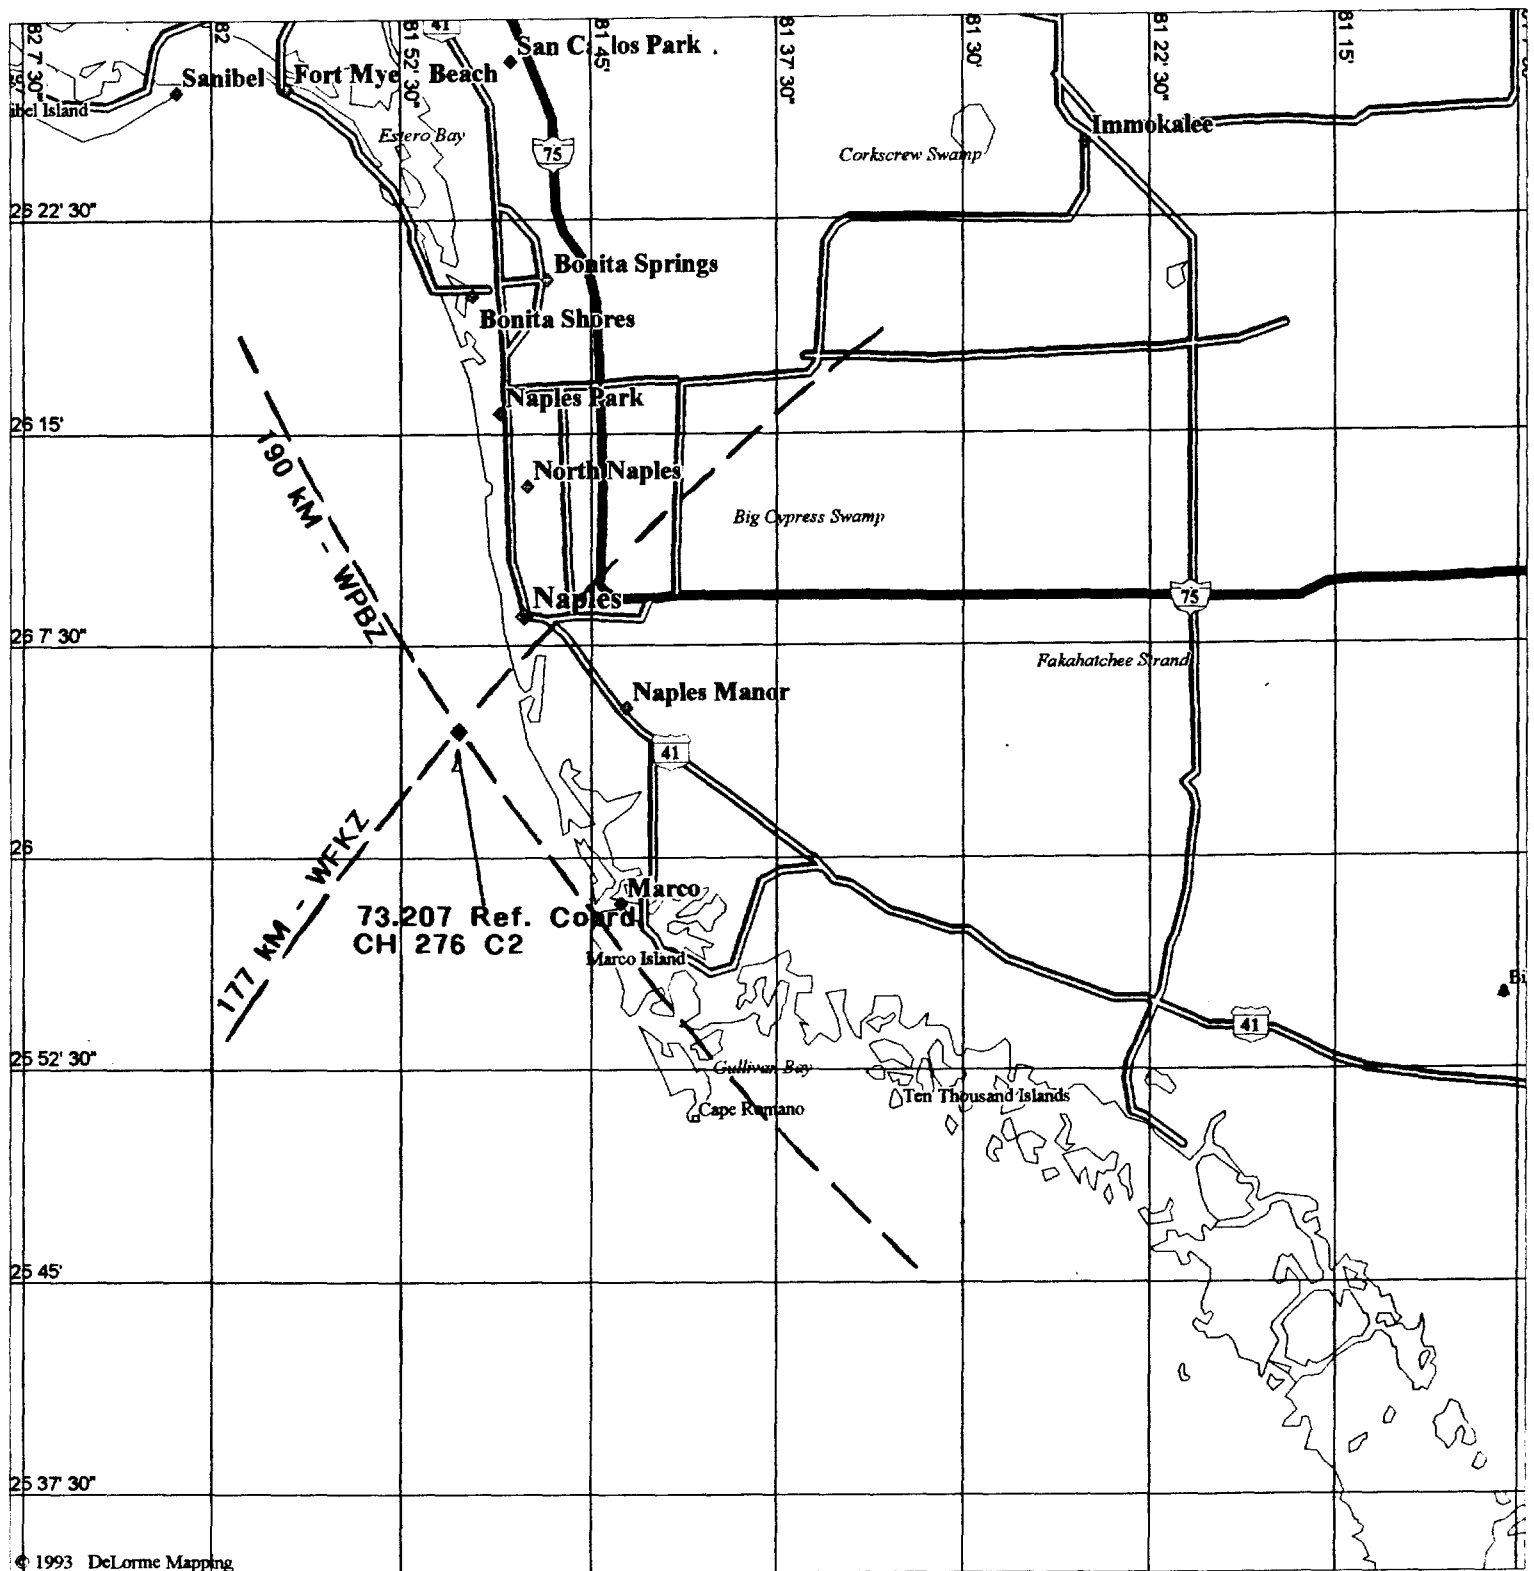 82 7' 30"
82
81 52' 30"
81 45'
81 37' 30"
81 30'
81 22' 30"
81 15'
41
San Carlos Park
Sanibel
Fort Mye
Beach
ibel Island
Estero Bay
75
Immokalee
Corkscrew Swamp
26 22' 30"
Bonita Springs
Bonita Shores
Naples Park
26 15'
190 kM - WPBZ
North Naples
Big Cypress Swamp
Naples
75
26 7' 30"
Fakahatchee Strand
Naples Manor
41
26
177 kM - WFKZ
Marco
73.207 Ref. Coord
CH 276 C2
Marco Island
Bi
41
25 52' 30"
Gullivan Bay
Ten Thousand Islands
Cape Romano
25 45'
25 37' 30"
© 1993 DeLorme Mapping